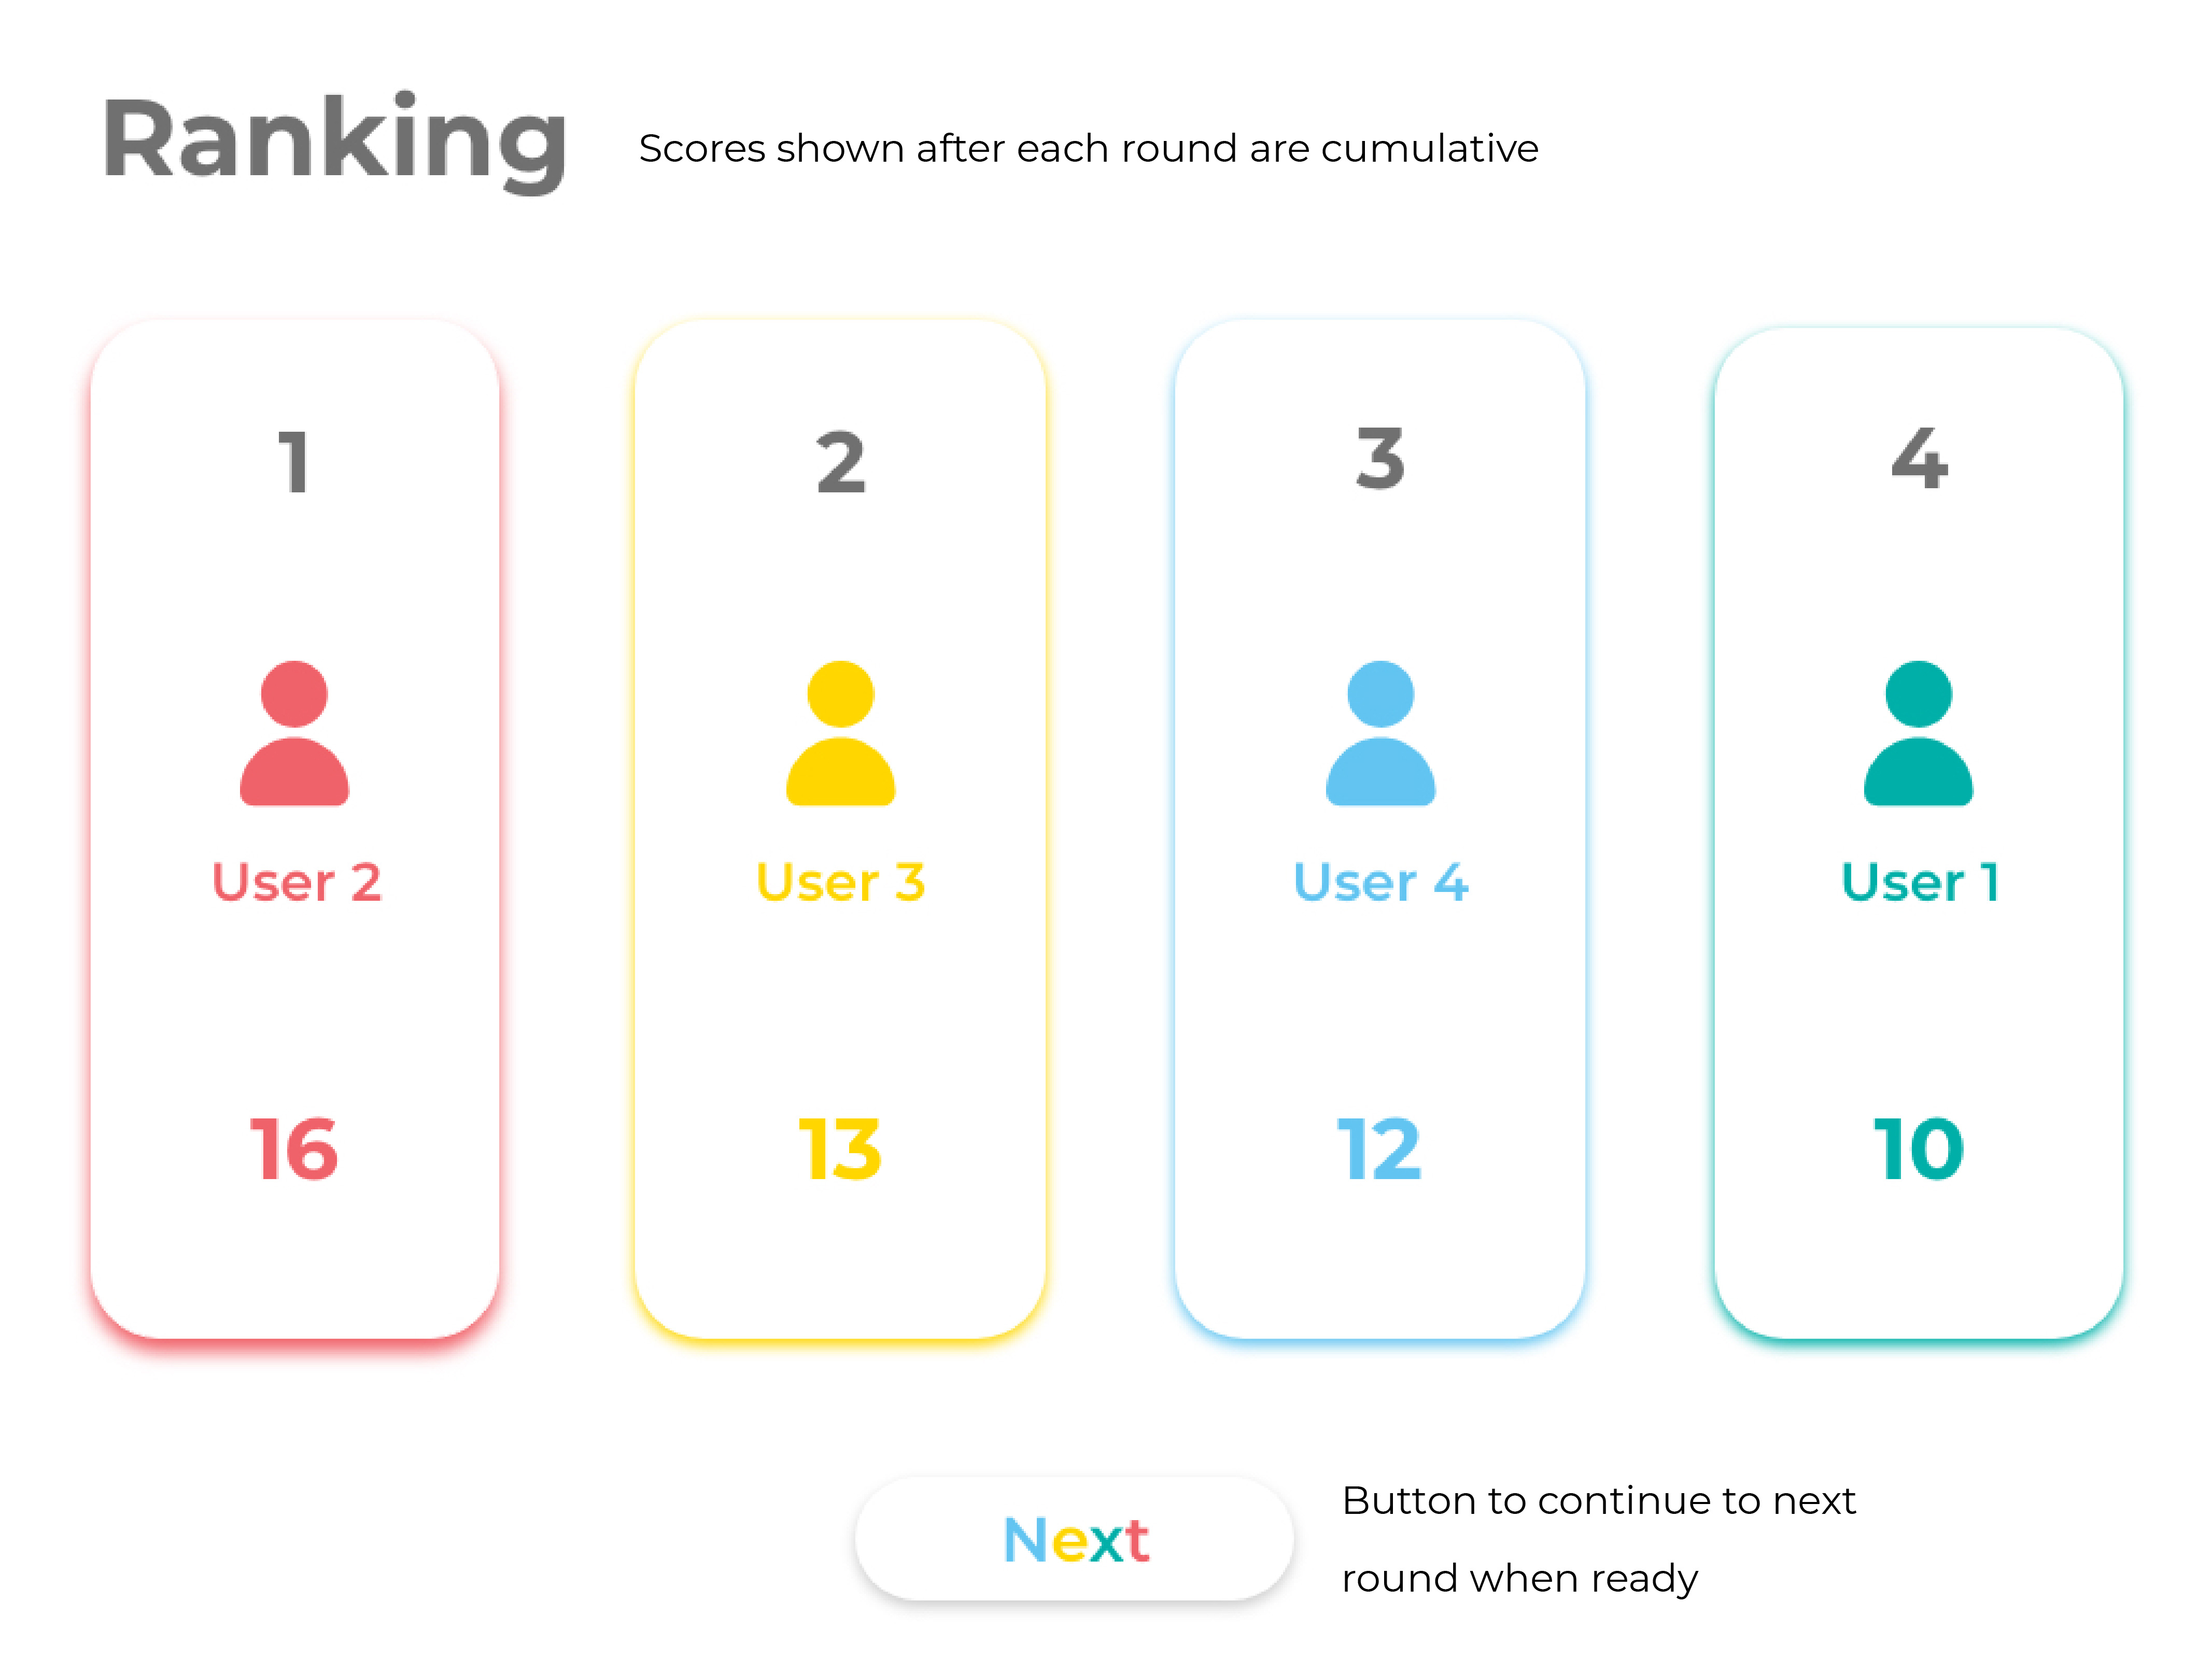 Ranking
Scores shown after each round are cumulative
1
User 2
16
2
User 3
13
3
User 4
12
4
User 1
10
Next
Button to continue to next
round when ready